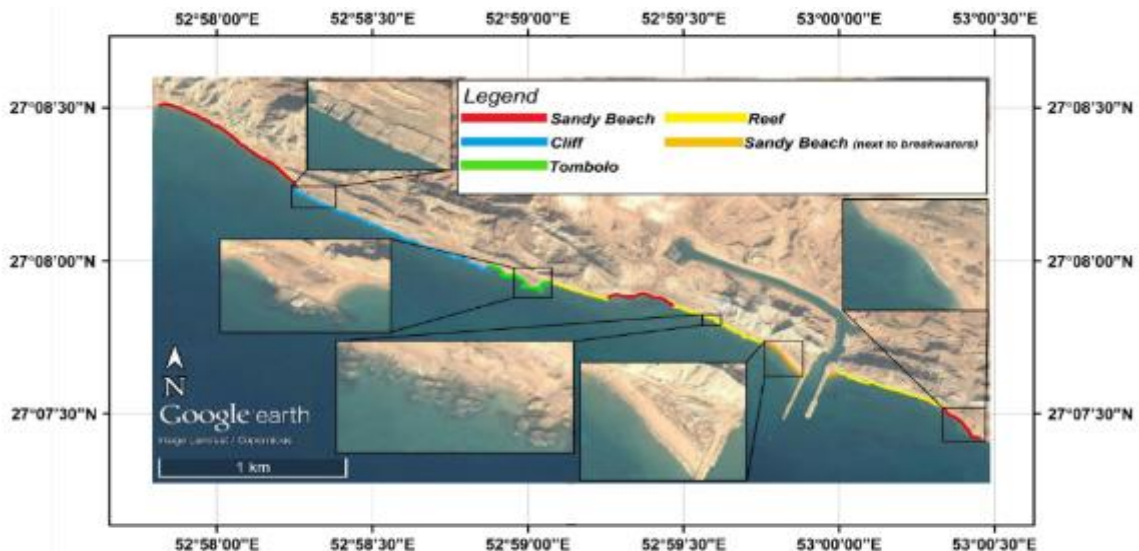 52°58'00"E 52°58'30"E 52°59'00"E 52°59'30"E 53°00'00"E 53°00'30"E
27°08'30"N 27°08'30"N
Legend
Sandy Beach Reef
Cliff Sandy Beach (next to breakwaters)
Tombolo
27°08'00"N 27°08'00"N
N
27°07'30"N 27°07'30"N
Google earth
Image Landsat / Copernicus
1 km
52°58'00"E 52°58'30"E 52°59'00"E 52°59'30"E 53°00'00"E 53°00'30"E